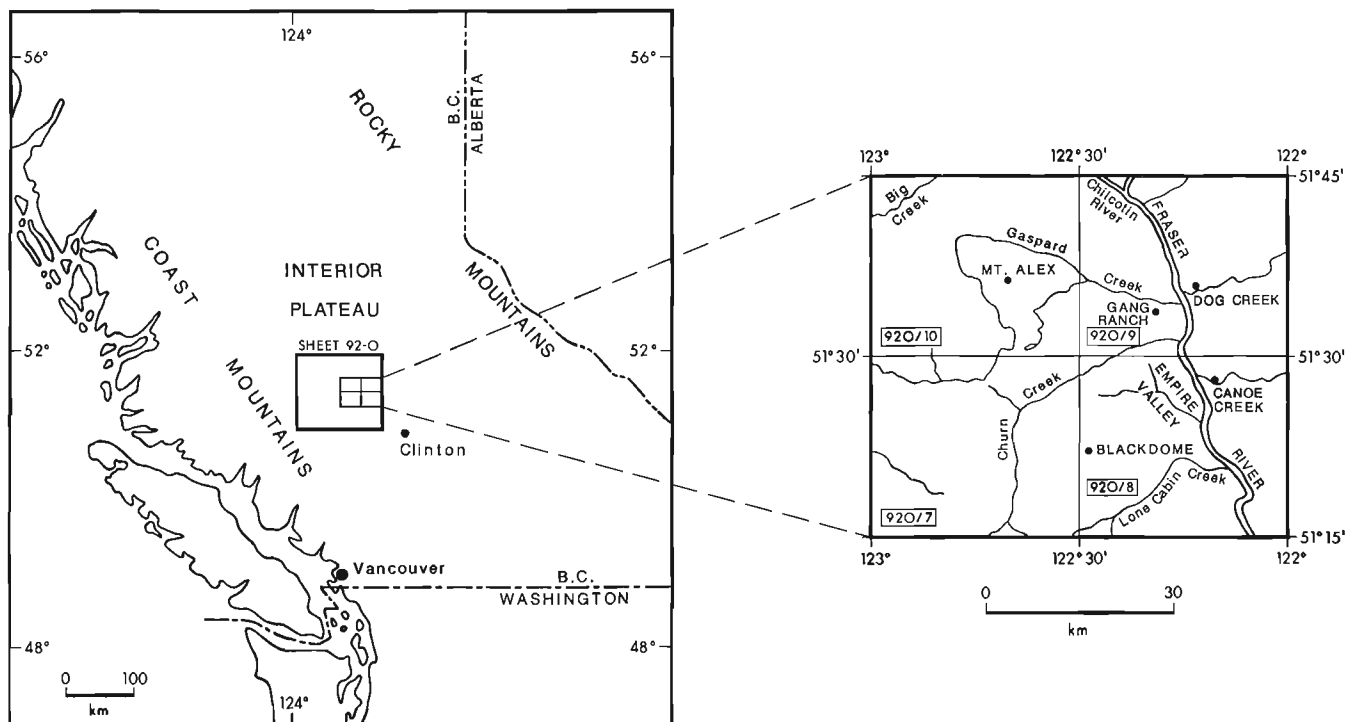 124°
56°
56°
ROCKY
B.C.
ALBERTA
COAST
INTERIOR
PLATEAU
MOUNTAINS
SHEET 92-O
52°
52°
MOUNTAINS
Clinton
Vancouver
B.C.
WASHINGTON
48°
48°
0 100
km
124°
123°
122°30'
122°
51°45'
Big
Creek
Chilcotin
River
FRASER
Gaspard
MT. ALEX
Creek
DOG CREEK
GANG
RANCH
92O/10
92O/9
51°30
51°30
Creek
EMPIRE
VALLEY
CANOE
CREEK
Churn
BLACKDOME
RIVER
92O/8
Creek
Lone Cabin
92O/7
51°15
123°
122°30'
122°
0 30
km